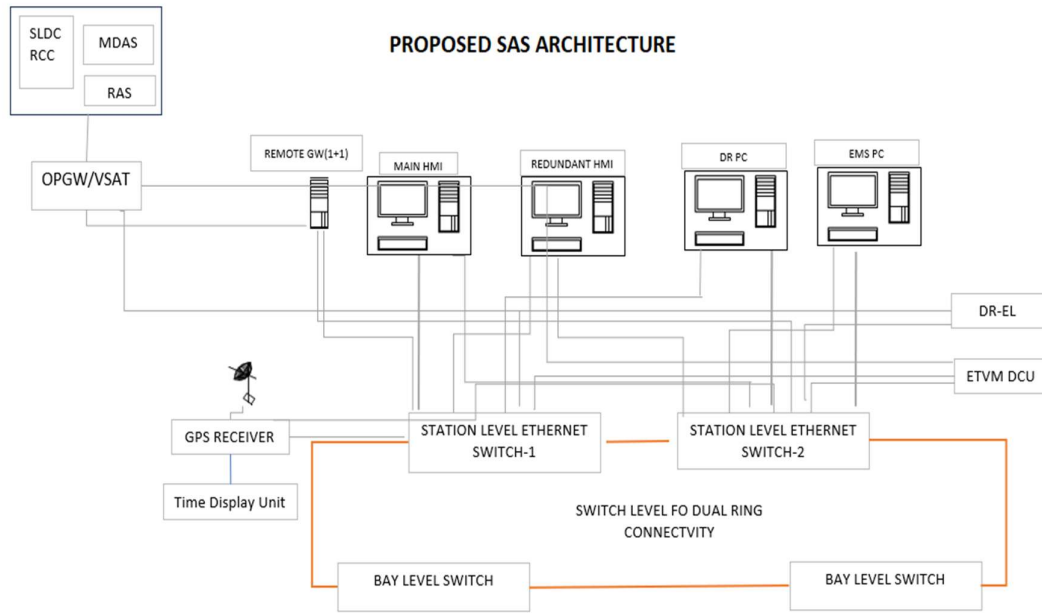 PROPOSED SAS ARCHITECTURE
SLDC
RCC
MDAS
RAS
OPGW/VSAT
REMOTE GW(1+1)
MAIN HMI
REDUNDANT HMI
DR PC
EMS PC
DR-EL
ETVM DCU
GPS RECEIVER
Time Display Unit
STATION LEVEL ETHERNET
SWITCH-1
STATION LEVEL ETHERNET
SWITCH-2
SWITCH LEVEL FO DUAL RING
CONNECTVITY
BAY LEVEL SWITCH
BAY LEVEL SWITCH